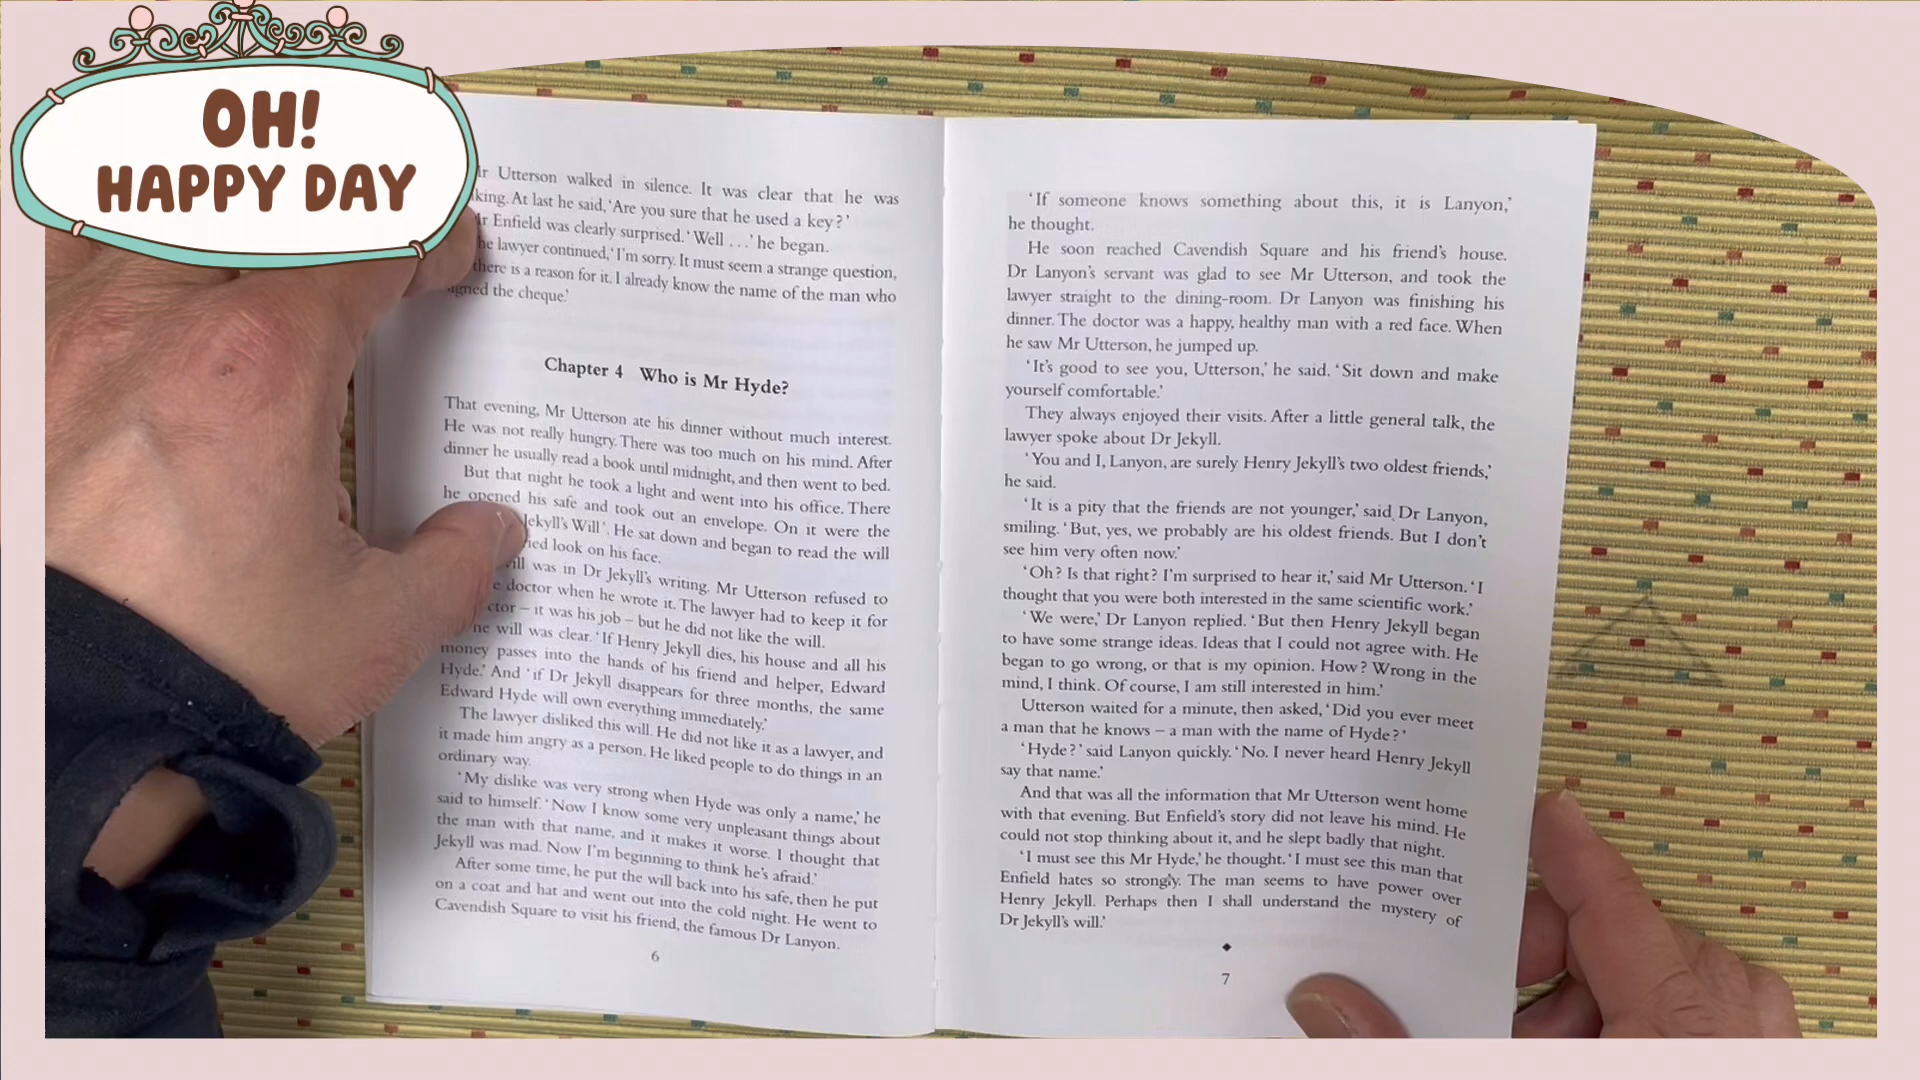 OH!
HAPPY DAY
Mr Utterson walked in silence. It was clear that he was
At last he said, 'Are you sure that he used a key?'
Mr Enfield was clearly surprised. 'Well . . .' he began.
he lawyer continued, 'I'm sorry. It must seem a strange question,
there is a reason for it. I already know the name of the man who
the cheque.'
Chapter 4 Who is Mr Hyde?
That evening, Mr Utterson ate his dinner without much interest.
He was not really hungry. There was too much on his mind. After
dinner he usually read a book until midnight, and then went to bed.
But that night he took a light and went into his office. There
he opened his safe and took out an envelope. On it were the
Jekyll's Will'. He sat down and began to read the will
look on his face.
will was in Dr Jekyll's writing. Mr Utterson refused to
doctor when he wrote it. The lawyer had to keep it for
– it was his job – but he did not like the will.
he will was clear. 'If Henry Jekyll dies, his house and all his
money passes into the hands of his friend and helper, Edward
Hyde.' And 'if Dr Jekyll disappears for three months, the same
Edward Hyde will own everything immediately.'
The lawyer disliked this will. He did not like it as a lawyer, and
it made him angry as a person. He liked people to do things in an
ordinary way.
'My dislike was very strong when Hyde was only a name,' he
said to himself. 'Now I know some very unpleasant things about
the man with that name, and it makes it worse. I thought that
Jekyll was mad. Now I'm beginning to think he's afraid.'
After some time, he put the will back into his safe, then he put
on a coat and hat and went out into the cold night. He went to
Cavendish Square to visit his friend, the famous Dr Lanyon.
6
'If someone knows something about this, it is Lanyon,'
he thought.
He soon reached Cavendish Square and his friend's house.
Dr Lanyon's servant was glad to see Mr Utterson, and took the
lawyer straight to the dining-room. Dr Lanyon was finishing his
dinner. The doctor was a happy, healthy man with a red face. When
he saw Mr Utterson, he jumped up.
'It's good to see you, Utterson,' he said. 'Sit down and make
yourself comfortable.'
They always enjoyed their visits. After a little general talk, the
lawyer spoke about Dr Jekyll.
'You and I, Lanyon, are surely Henry Jekyll's two oldest friends,'
he said.
'It is a pity that the friends are not younger,' said Dr Lanyon,
smiling. 'But, yes, we probably are his oldest friends. But I don't
see him very often now.'
'Oh? Is that right? I'm surprised to hear it,' said Mr Utterson. 'I
thought that you were both interested in the same scientific work.'
'We were,' Dr Lanyon replied. 'But then Henry Jekyll began
to have some strange ideas. Ideas that I could not agree with. He
began to go wrong, or that is my opinion. How? Wrong in the
mind, I think. Of course, I am still interested in him.'
Utterson waited for a minute, then asked, 'Did you ever meet
a man that he knows – a man with the name of Hyde?'
'Hyde?' said Lanyon quickly. 'No. I never heard Henry Jekyll
say that name.'
And that was all the information that Mr Utterson went home
with that evening. But Enfield's story did not leave his mind. He
could not stop thinking about it, and he slept badly that night.
'I must see this Mr Hyde,' he thought. 'I must see this man that
Enfield hates so strongly. The man seems to have power over
Henry Jekyll. Perhaps then I shall understand the mystery of
Dr Jekyll's will.'
7